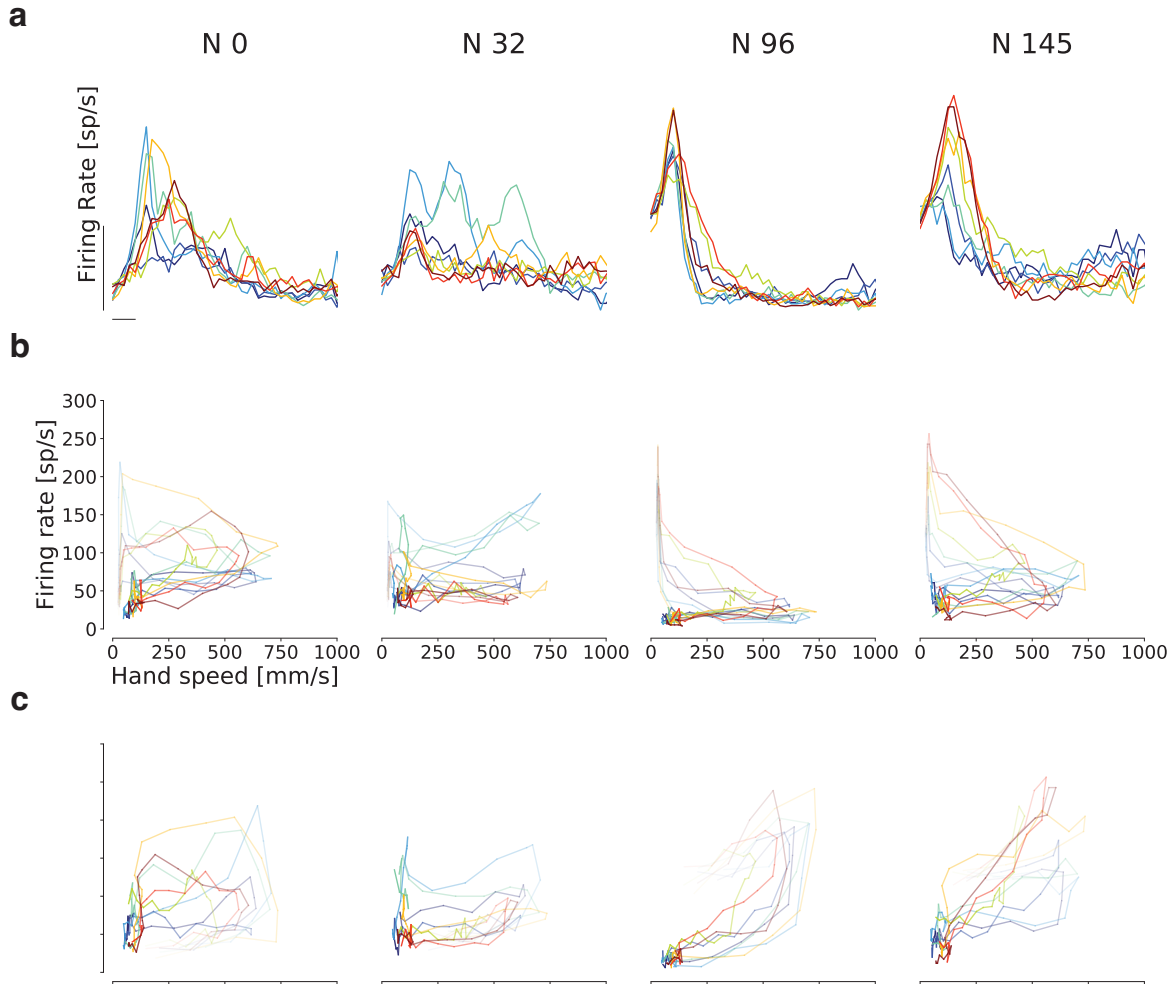 a
N 0
N 32
N 96
N 145
Firing Rate [sp/s]
b
300
250
200
150
100
50
0
Firing rate [sp/s]
0 250 500 750 1000
0 250 500 750 1000
0 250 500 750 1000
0 250 500 750 1000
Hand speed [mm/s]
c